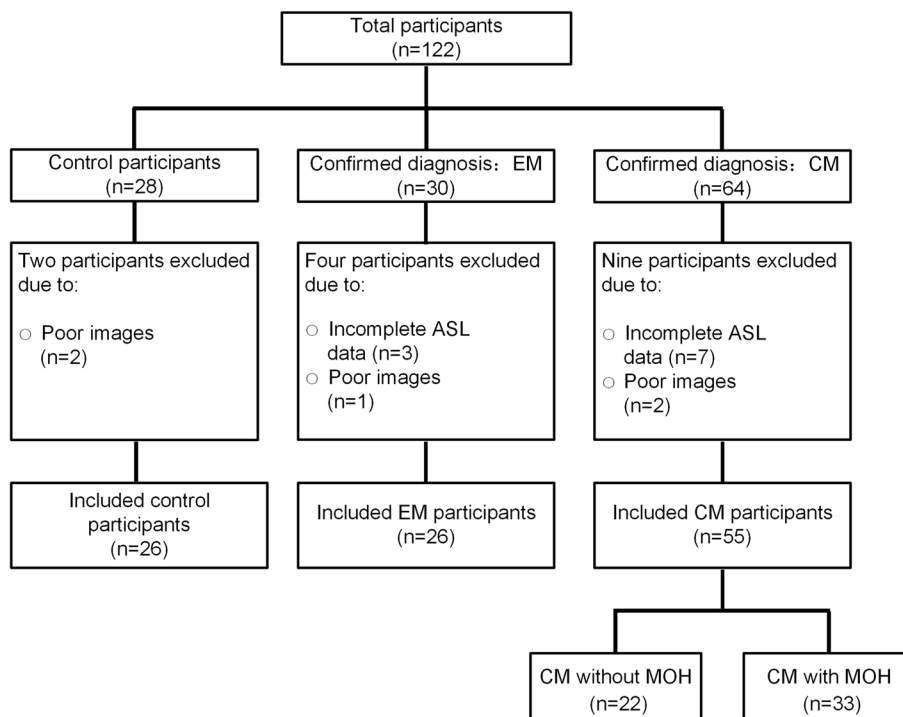 Total participants
(n=122)
Control participants
(n=28)
Confirmed diagnosis：EM
(n=30)
Confirmed diagnosis：CM
(n=64)
Two participants excluded
due to:
○ Poor images
(n=2)
Four participants excluded
due to:
○ Incomplete ASL
data (n=3)
○ Poor images
(n=1)
Nine participants excluded
due to:
○ Incomplete ASL
data (n=7)
○ Poor images
(n=2)
Included control
participants
(n=26)
Included EM participants
(n=26)
Included CM participants
(n=55)
CM without MOH
(n=22)
CM with MOH
(n=33)